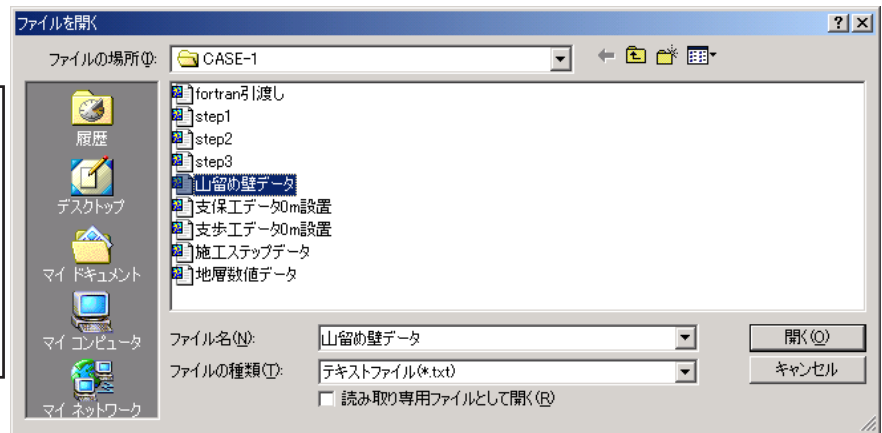 ファイルを開く
ファイルの場所(I):
CASE-1
履歴
デスクトップ
マイ ドキュメント
マイ コンピュータ
マイ ネットワーク
fortran引渡し
step1
step2
step3
山留め壁データ
支保工データ0m設置
支歩工データ0m設置
施工ステップデータ
地層数値データ
ファイル名(N):
山留め壁データ
開く(O)
ファイルの種類(T):
テキストファイル(*.txt)
キャンセル
読み取り専用ファイルとして開く(R)